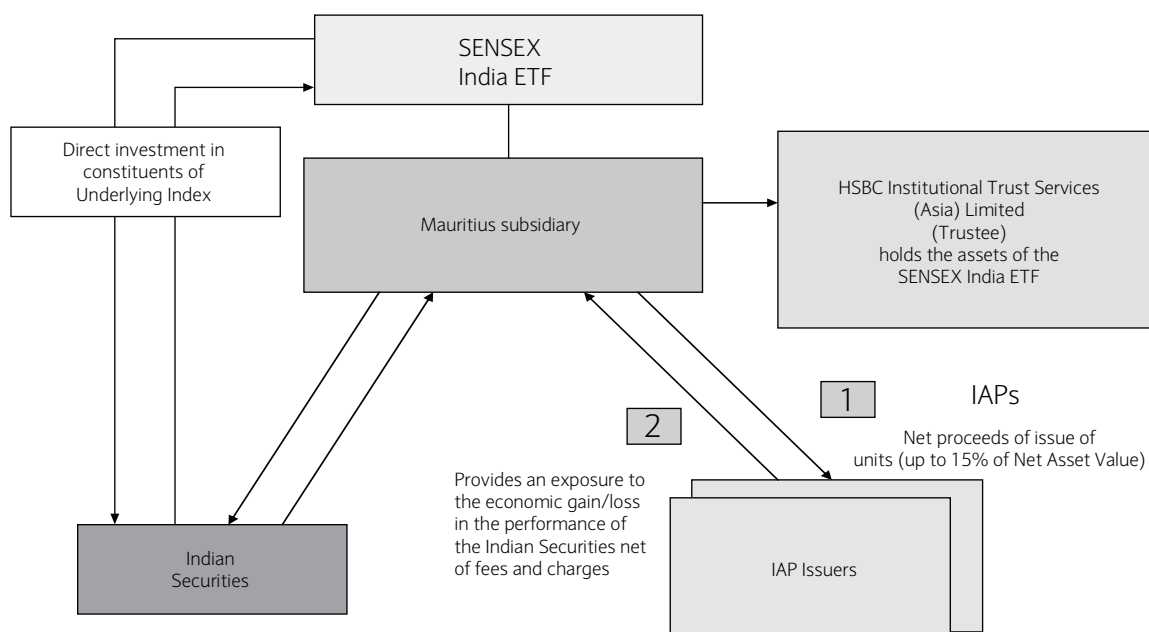 SENSEX
India ETF
Direct investment in
constituents of
Underlying Index
Mauritius subsidiary
HSBC Institutional Trust Services
(Asia) Limited
(Trustee)
holds the assets of the
SENSEX India ETF
1
IAPs
Net proceeds of issue of
units (up to 15% of Net Asset Value)
2
Provides an exposure to
the economic gain/loss
in the performance of
the Indian Securities net
of fees and charges
Indian
Securities
IAP Issuers